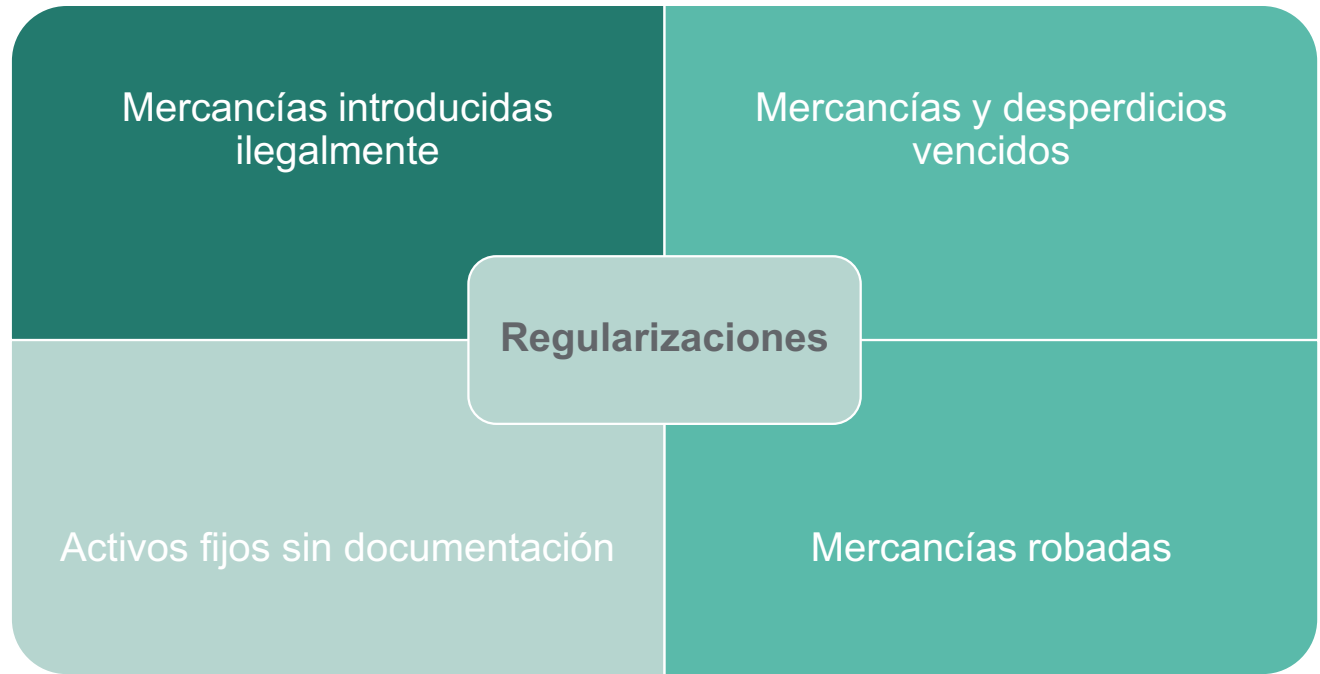 Mercancías introducidas
ilegalmente
Mercancías y desperdicios
vencidos
Regularizaciones
Activos fijos sin documentación
Mercancías robadas